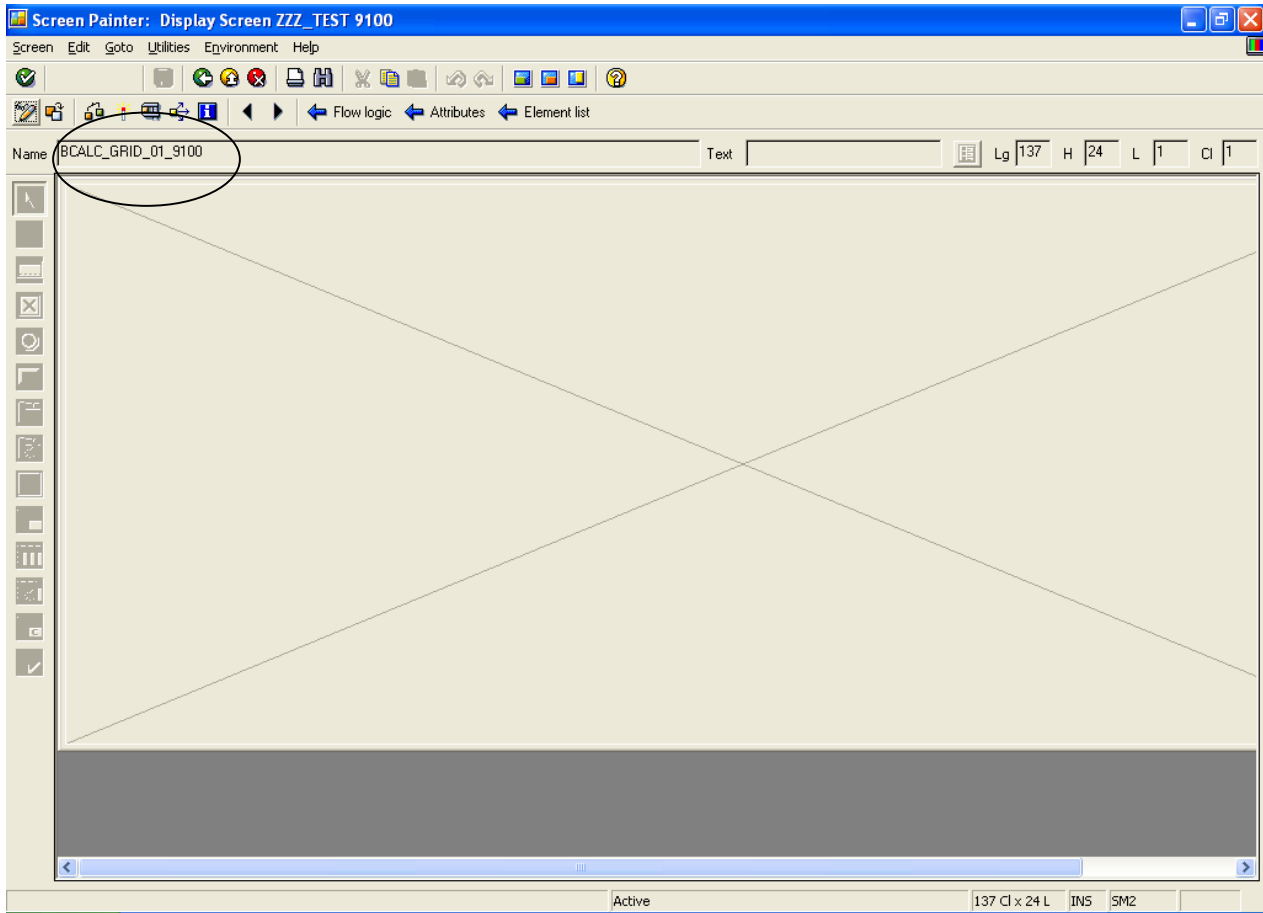 Screen Painter: Display Screen ZZZ_TEST 9100
Screen Edit Goto Utilities Environment Help
Flow logic Attributes Element list
Name BCALC_GRID_01_9100 Text Lg 137 H 24 L 1 Cl 1
C
Active 137 Cl x 24 L INS SM2